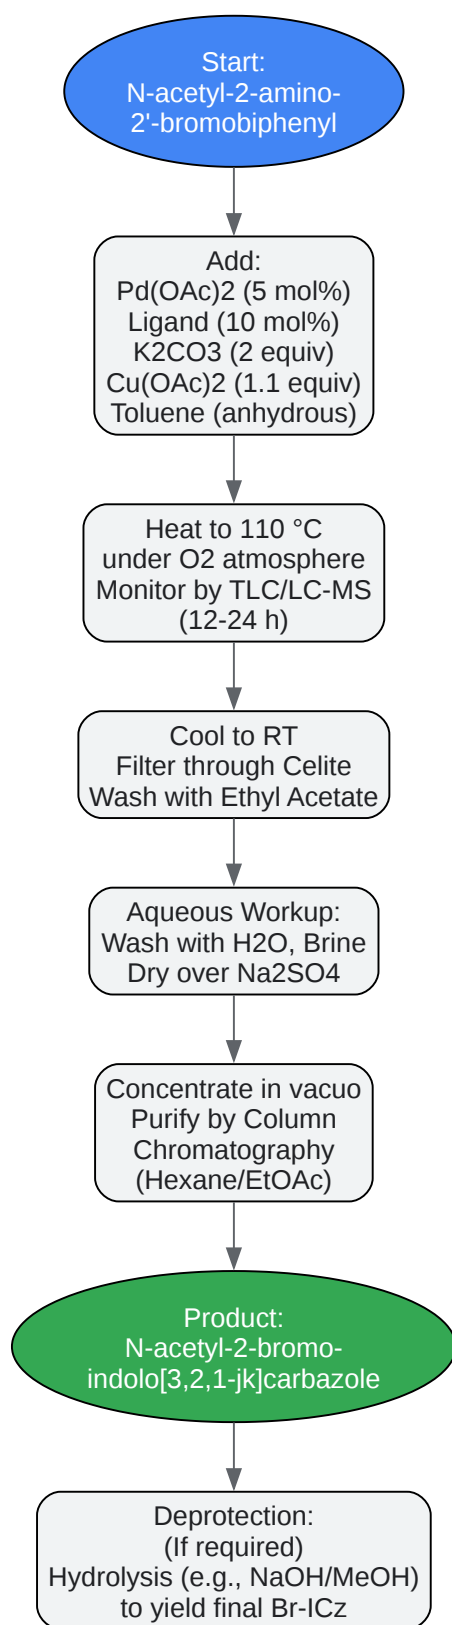 Start:
N-acetyl-2-amino-
2'-bromobiphenyl
Add:
Pd(OAc)2 (5 mol%)
Ligand (10 mol%)
K2CO3 (2 equiv)
Cu(OAc)2 (1.1 equiv)
Toluene (anhydrous)
Heat to 110 °C
under O2 atmosphere
Monitor by TLC/LC-MS
(12-24 h)
Cool to RT
Filter through Celite
Wash with Ethyl Acetate
Aqueous Workup:
Wash with H2O, Brine
Dry over Na2SO4
Concentrate in vacuo
Purify by Column
Chromatography
(Hexane/EtOAc)
Product:
N-acetyl-2-bromo-
indolo[3,2,1-jk]carbazole
Deprotection:
(If required)
Hydrolysis (e.g., NaOH/MeOH)
to yield final Br-ICz